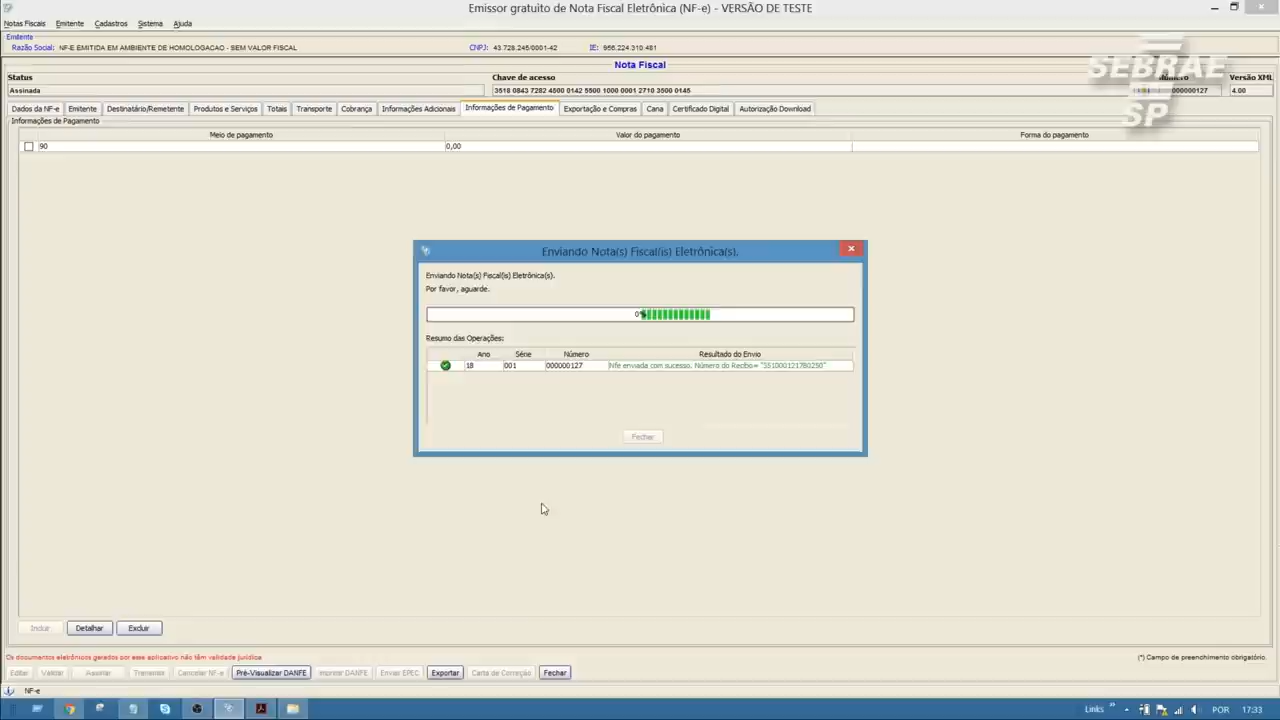 Emissor gratuito de Nota Fiscal Eletrônica (NF-e) - VERSÃO DE TESTE
Notas Fiscais Emitente Cadastros Sistema Ajuda
Emitente
Razão Social: NF-E EMITIDA EM AMBIENTE DE HOMOLOGACAO - SEM VALOR FISCAL CNPJ: 43.728.245/0001-42 IE: 956.224.310.481
Nota Fiscal
SEBRAE
SP
Status Chave de acesso Número Versão XML
Assinada 3518 0843 7282 4500 0142 5500 1000 0001 2710 3500 0145 000000127 4.00
Dados da NF-e Emitente Destinatário/Remetente Produtos e Serviços Totais Transporte Cobrança Informações Adicionais Informações de Pagamento Exportação e Compras Cana Certificado Digital Autorização Download
Informações de Pagamento
Meio de pagamento Valor do pagamento Forma do pagamento
90 0,00
Enviando Nota(s) Fiscal(is) Eletrônica(s).
Enviando Nota(s) Fiscal(is) Eletrônica(s).
Por favor, aguarde.
0%
Resumo das Operações:
Ano Série Número Resultado do Envio
18 001 000000127 Nfe enviada com sucesso. Número do Recibo= "351000121780250"
Fechar
Incluir Detalhar Excluir
Os documentos eletrônicos gerados por esse aplicativo não têm validade jurídica (*) Campo de preenchimento obrigatório.
Editar Validar Assinar Transmitir Cancelar NF-e Pré-Visualizar DANFE Imprimir DANFE Enviar EPEC Exportar Carta de Correção Fechar
NF-e
Links POR 17:33